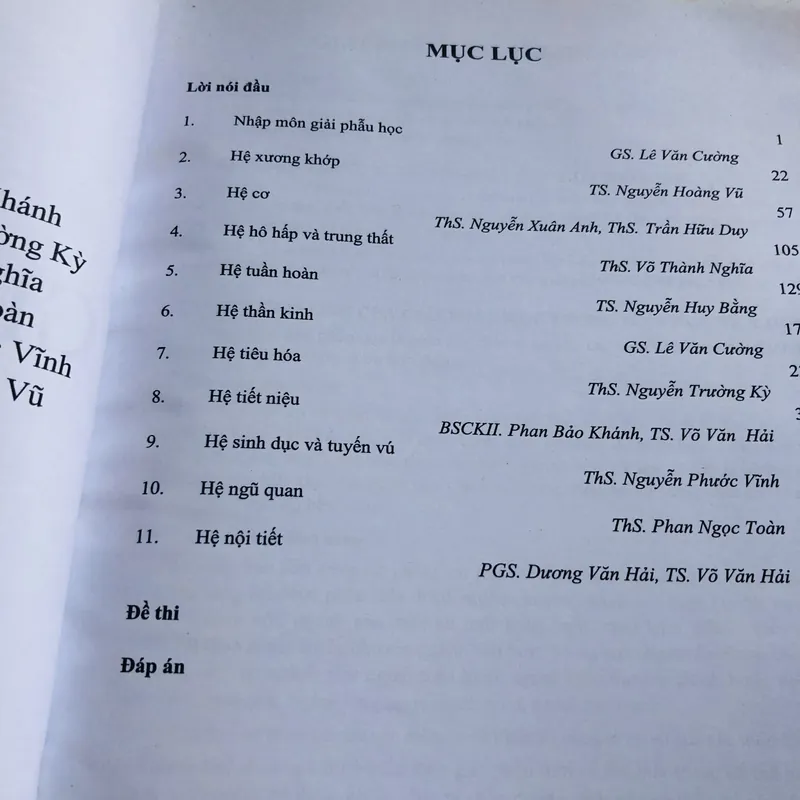 Khánh
Kỳ
Vĩnh
Vũ
MỤC LỤC
Lời nói đầu
1. Nhập môn giải phẫu học 1
GS. Lê Văn Cường
2. Hệ xương khớp 22
TS. Nguyễn Hoàng Vũ
3. Hệ cơ 57
ThS. Nguyễn Xuân Anh, ThS. Trần Hữu Duy
4. Hệ hô hấp và trung thất 105
ThS. Võ Thành Nghĩa
5. Hệ tuần hoàn 129
TS. Nguyễn Huy Bằng
6. Hệ thần kinh 17
GS. Lê Văn Cường
7. Hệ tiêu hóa 2
ThS. Nguyễn Trường Kỳ
8. Hệ tiết niệu 3
BSCKII. Phan Bảo Khánh, TS. Võ Văn Hải
9. Hệ sinh dục và tuyến vú
ThS. Nguyễn Phước Vĩnh
10. Hệ ngũ quan
ThS. Phan Ngọc Toàn
11. Hệ nội tiết
PGS. Dương Văn Hải, TS. Võ Văn Hải
Đề thi
Đáp án